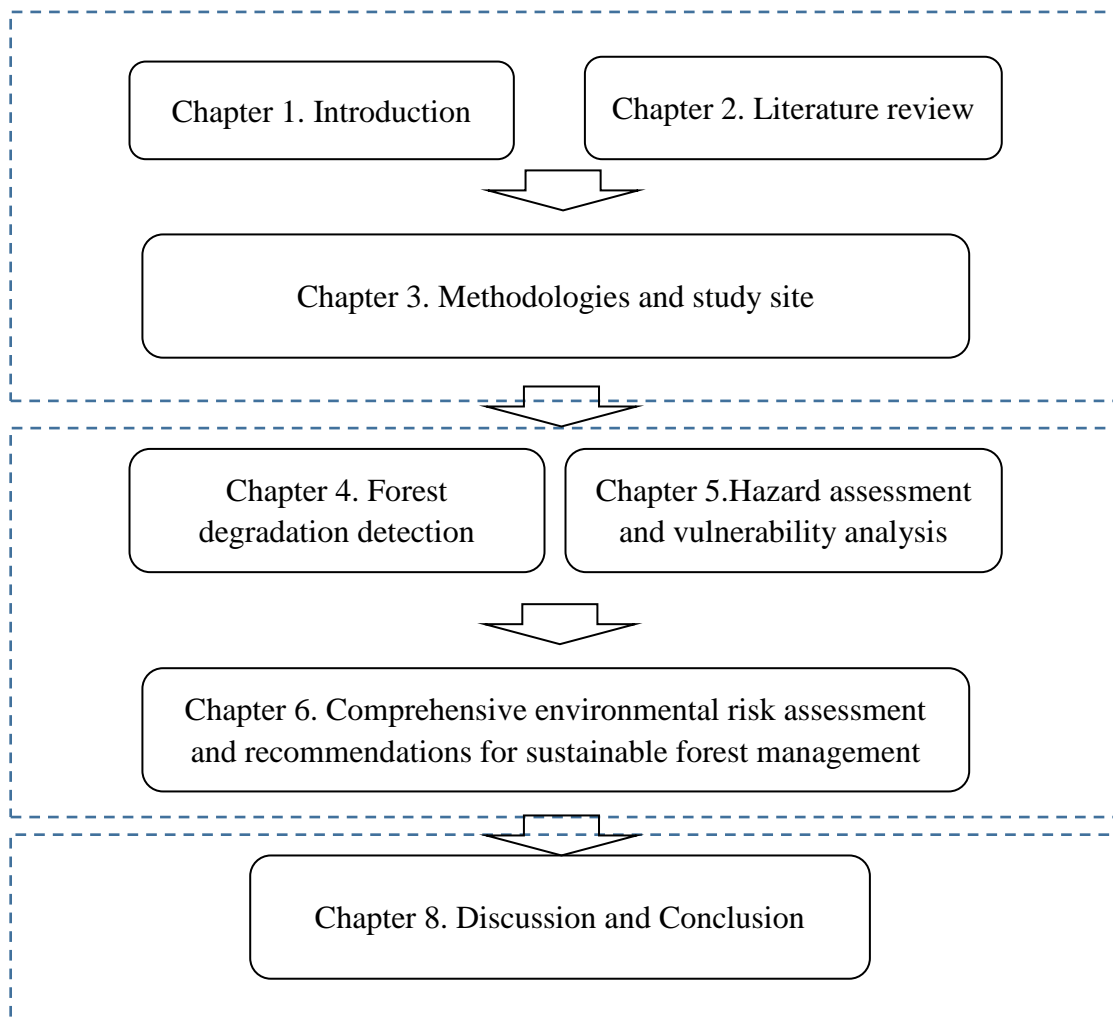 Chapter 1. Introduction
Chapter 2. Literature review
Chapter 3. Methodologies and study site
Chapter 4. Forest
degradation detection
Chapter 5.Hazard assessment
and vulnerability analysis
Chapter 6. Comprehensive environmental risk assessment
and recommendations for sustainable forest management
Chapter 8. Discussion and Conclusion